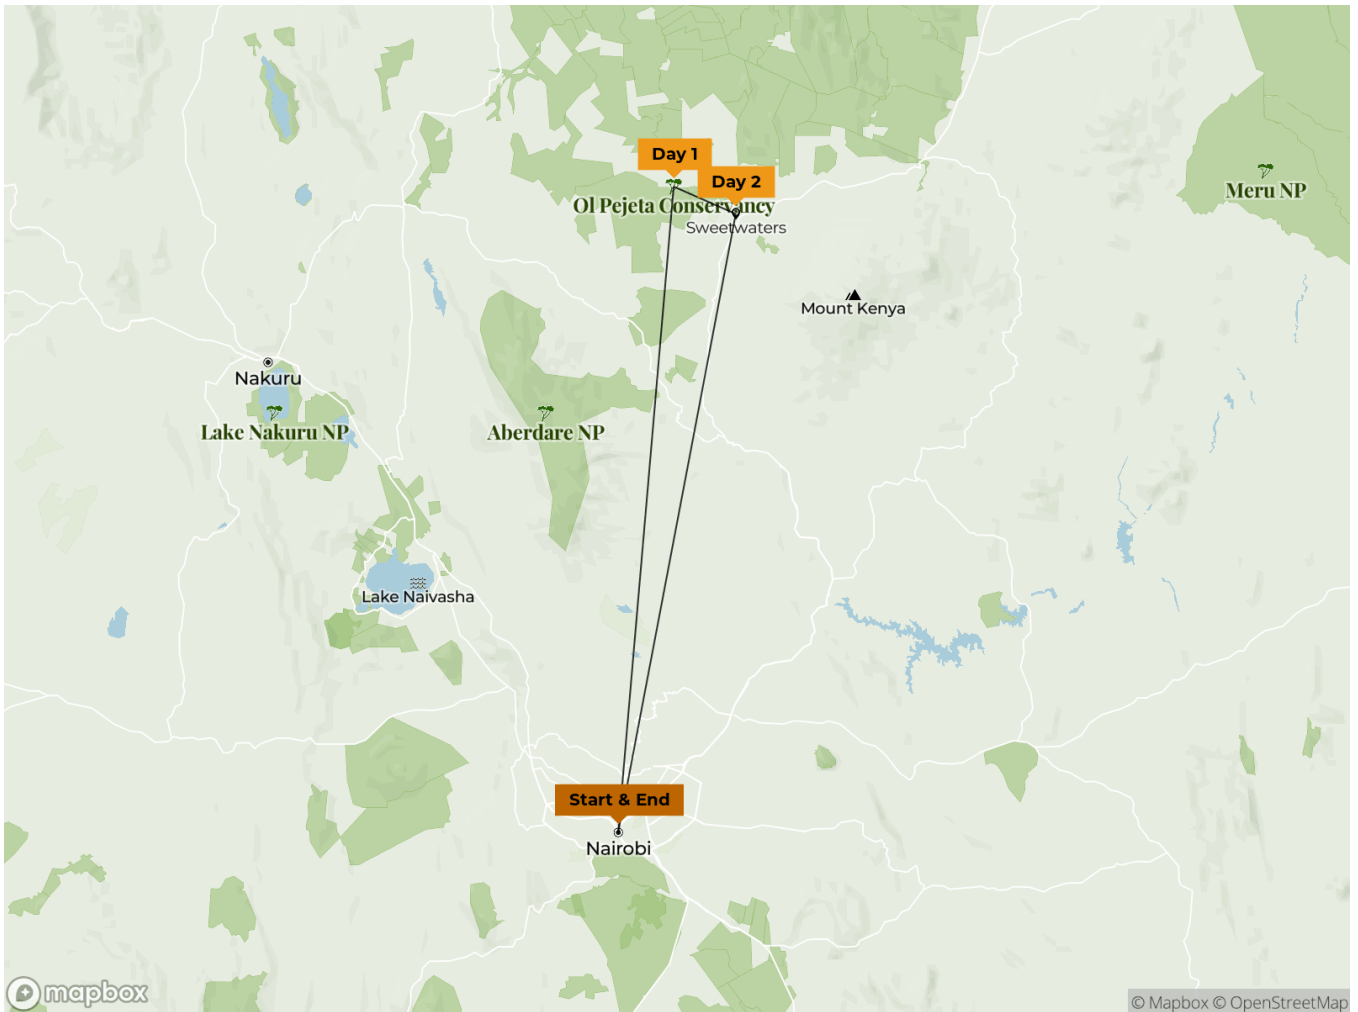 Day 1
Day 2
Meru NP
Ol Pejeta Conservancy
Sweetwaters
Mount Kenya
Nakuru
Lake Nakuru NP
Aberdare NP
Lake Naivasha
Start & End
Nairobi
mapbox
© Mapbox © OpenStreetMap